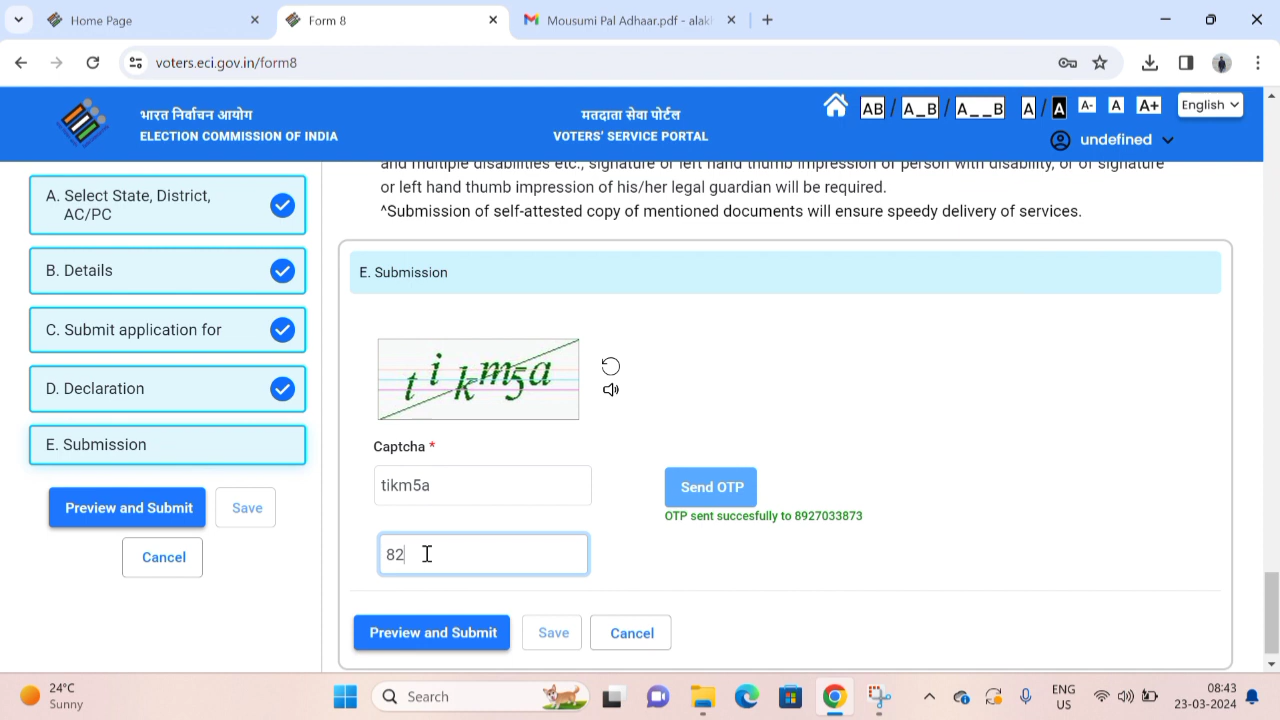 Home Page
Form 8
Mousumi Pal Adhaar.pdf - alakl
voters.eci.gov.in/form8
भारत निर्वाचन आयोग
ELECTION COMMISSION OF INDIA
मतदाता सेवा पोर्टल
VOTERS' SERVICE PORTAL
AB / A_B / A__B A / A A- A A+ English
undefined
and multiple disabilities etc., signature or left hand thumb impression of person with disability, or of signature
or left hand thumb impression of his/her legal guardian will be required.
^Submission of self-attested copy of mentioned documents will ensure speedy delivery of services.
A. Select State, District,
AC/PC
B. Details
C. Submit application for
D. Declaration
E. Submission
Preview and Submit
Save
Cancel
E. Submission
tikm5a
Captcha *
tikm5a
Send OTP
OTP sent succesfully to 8927033873
82
Preview and Submit
Save
Cancel
24°C
Sunny
Search
ENG
US
08:43
23-03-2024